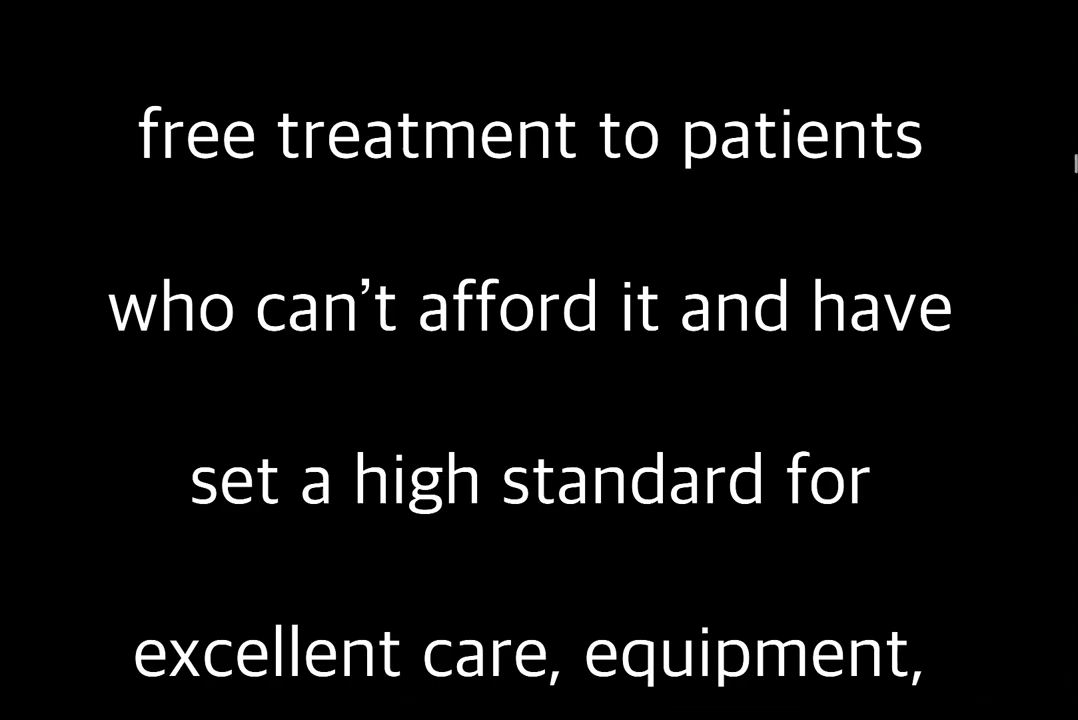 free treatment to patients
who can’t afford it and have
set a high standard for
excellent care, equipment,